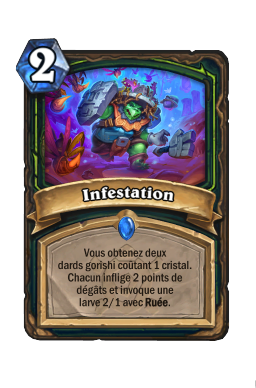 2
Infestation
Vous obtenez deux
dards gorishi coûtant 1 cristal.
Chacun inflige 2 points de
dégâts et invoque une
larve 2/1 avec Ruée.